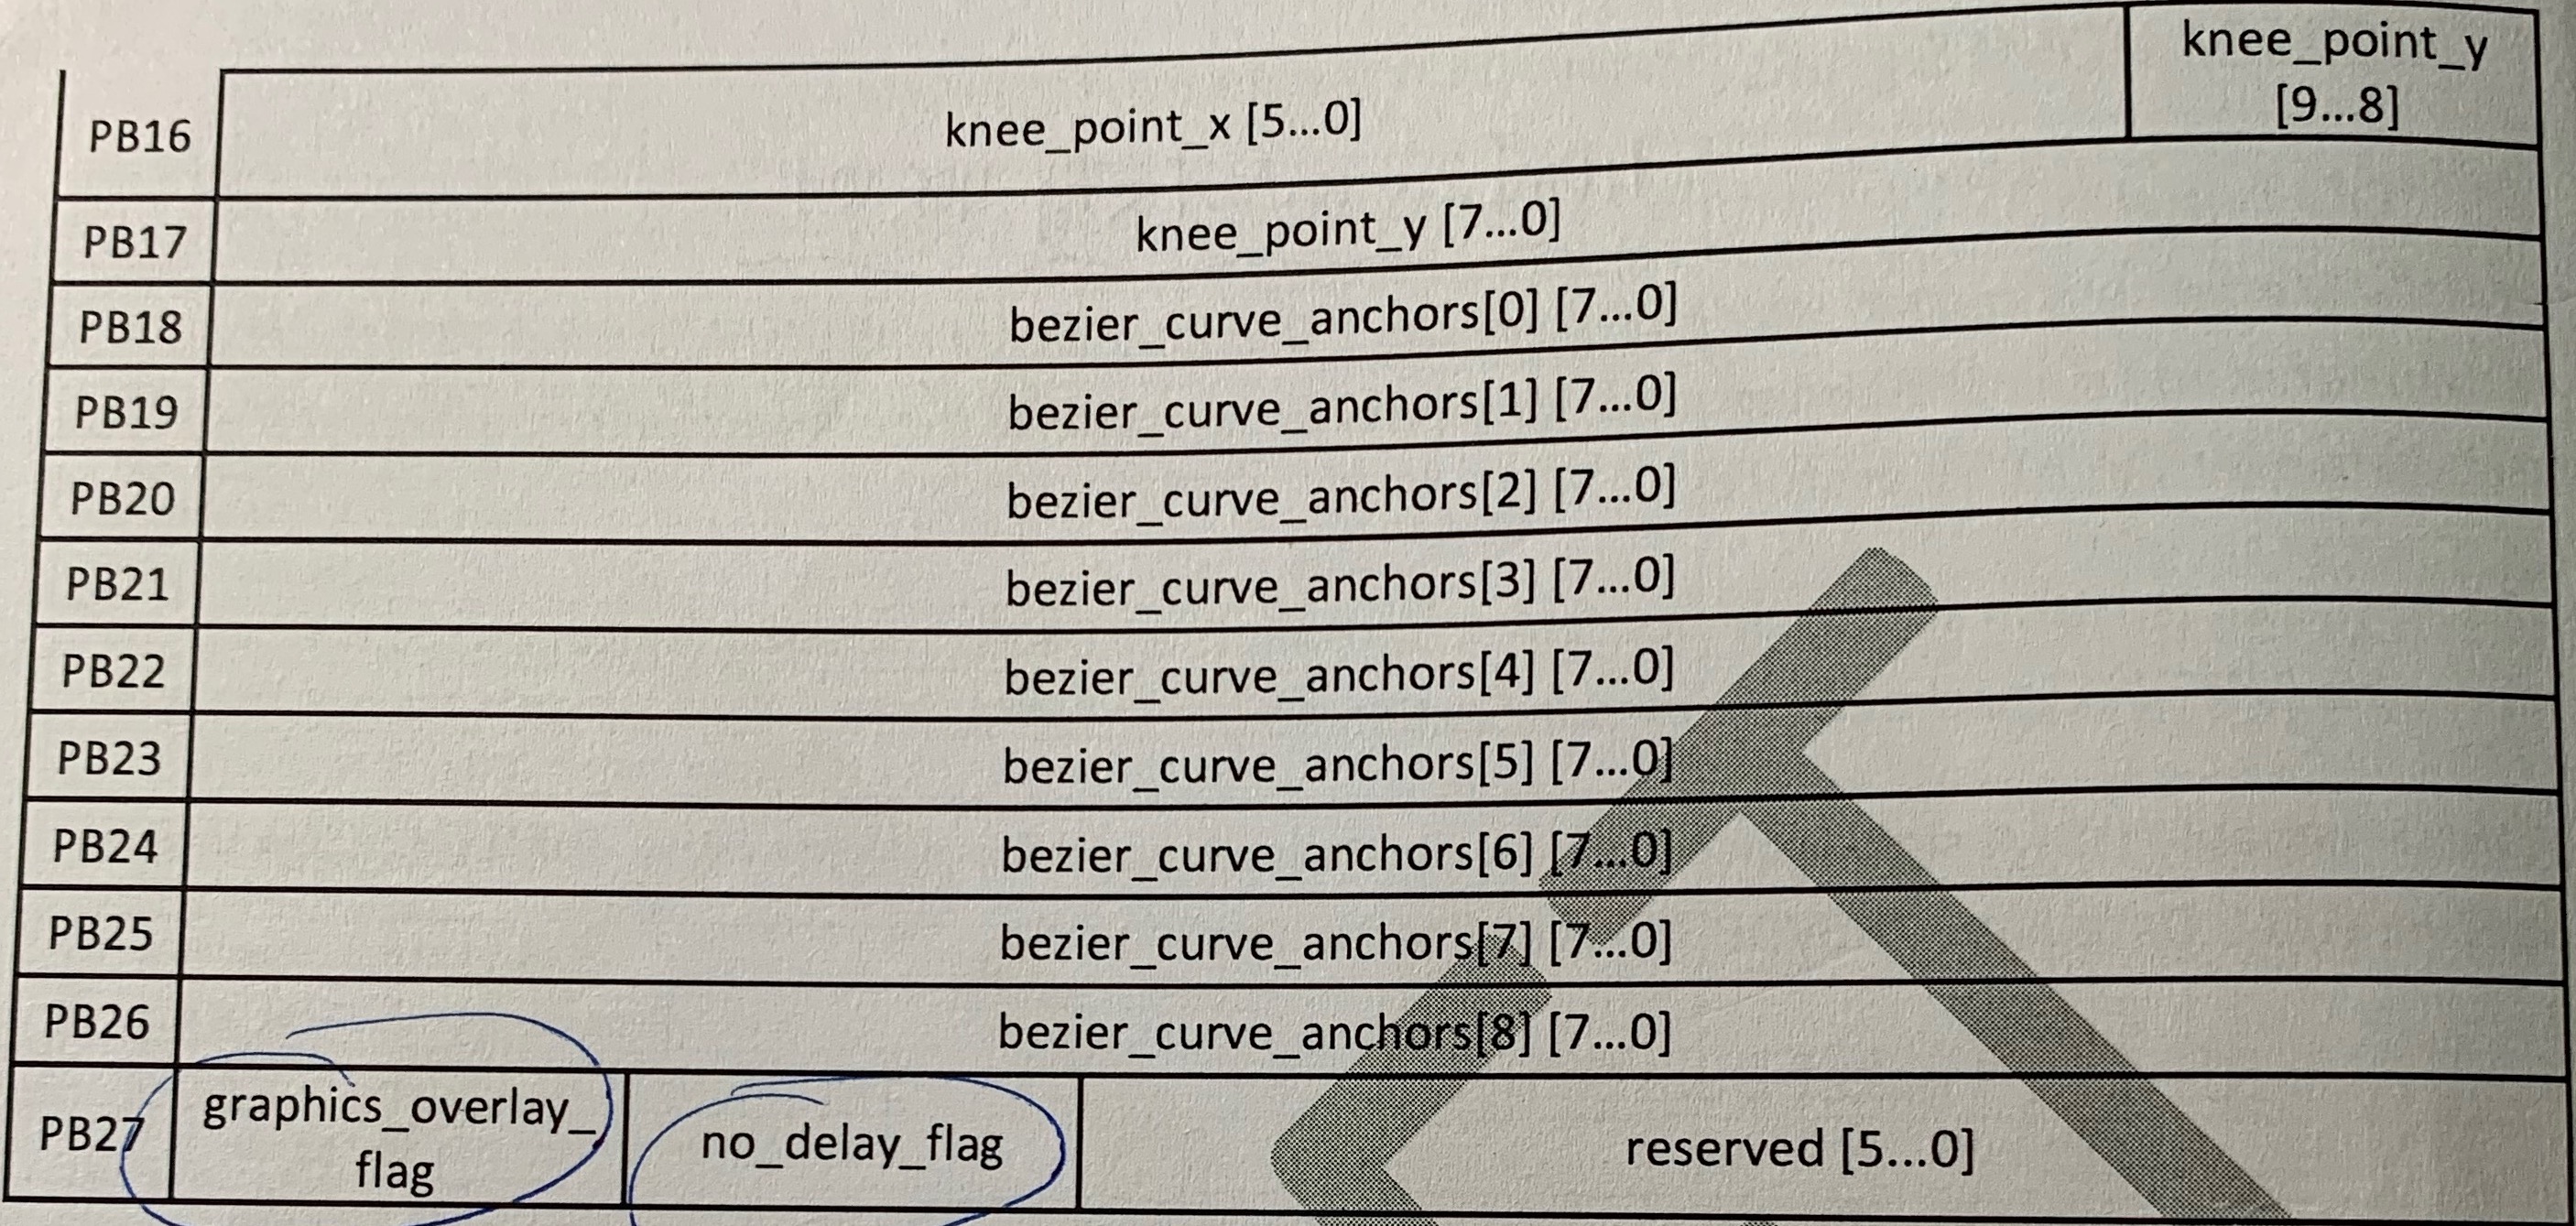 PB16 knee_point_x [5...0] knee_point_y
[9...8]
PB17 knee_point_y [7...0]
PB18 bezier_curve_anchors[0] [7...0]
PB19 bezier_curve_anchors[1] [7...0]
PB20 bezier_curve_anchors[2] [7...0]
PB21 bezier_curve_anchors[3] [7...0]
PB22 bezier_curve_anchors[4] [7...0]
PB23 bezier_curve_anchors[5] [7...0]
PB24 bezier_curve_anchors[6] [7...0]
PB25 bezier_curve_anchors[7] [7...0]
PB26 bezier_curve_anchors[8] [7...0]
PB27 graphics_overlay_
flag no_delay_flag reserved [5...0]